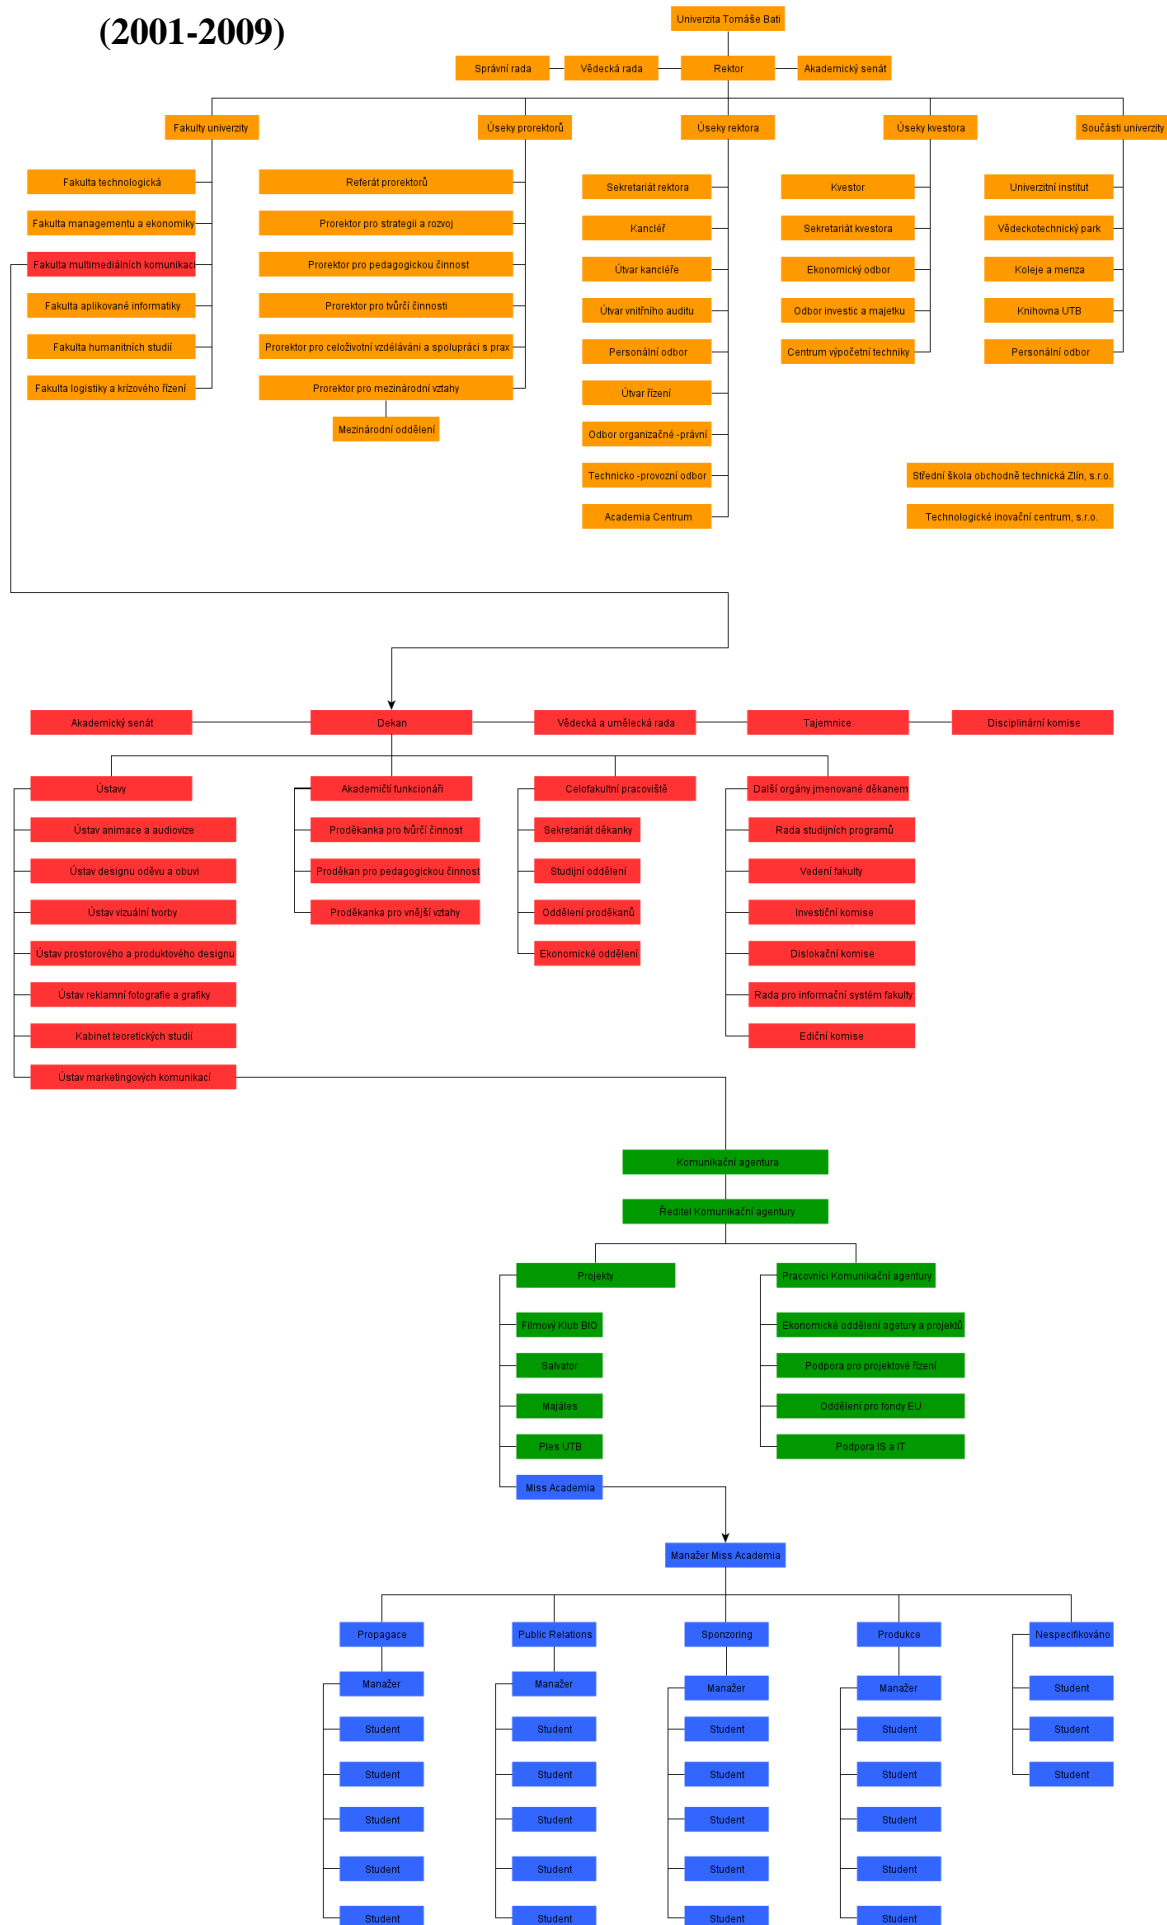 (2001-2009)
Univerzita Tomáše Bati
Správní rada
Vědecká rada
Rektor
Akademický senát
Fakulty univerzity
Úseky prorektorů
Úseky rektora
Úseky kvestora
Součásti univerzity
Fakulta technologická
Fakulta managementu a ekonomiky
Fakulta multimediálních komunikací
Fakulta aplikované informatiky
Fakulta humanitních studií
Fakulta logistiky a krízového řízení
Referát prorektorů
Prorektor pro strategii a rozvoj
Prorektor pro pedagogickou činnost
Prorektor pro tvůrčí činnosti
Prorektor pro celoživotní vzdělávání a spolupráci s prax
Prorektor pro mezinárodní vztahy
Mezinárodní oddělení
Sekretariát rektora
Kancléř
Útvar kancléře
Útvar vnitřního auditu
Personální odbor
Útvar řízení
Odbor organizačné -právní
Technicko -provozní odbor
Academia Centrum
Kvestor
Sekretariát kvestora
Ekonomický odbor
Odbor investic a majetku
Centrum výpočetní techniky
Univerzitní institut
Vědeckotechnický park
Koleje a menza
Knihovna UTB
Personální odbor
Střední škola obchodně technická Zlín, s.r.o.
Technologické inovační centrum, s.r.o.
Akademický senát
Dekan
Vědecká a umělecká rada
Tajemnice
Disciplinární komise
Ústavy
Akademičtí funkcionáři
Celofakultní pracoviště
Další orgány jmenované děkanem
Ústav animace a audiovize
Ústav designu oděvu a obuvi
Ústav vizuální tvorby
Ústav prostorového a produktového designu
Ústav reklamní fotografie a grafiky
Kabinet teoretických studií
Ústav marketingových komunikací
Proděkanka pro tvůrčí činnost
Proděkan pro pedagogickou činnost
Proděkanka pro vnější vztahy
Sekretariát děkanky
Studijní oddělení
Oddělení proděkanů
Ekonomické oddělení
Rada studijních programů
Vedení fakulty
Investiční komise
Dislokační komise
Rada pro informační systém fakulty
Ediční komise
Komunikační agentura
Ředitel Komunikační agentury
Projekty
Pracovníci Komunikační agentury
Filmový Klub BIO
Salvator
Majáles
Ples UTB
Miss Academia
Ekonomické oddělení agetury a projektů
Podpora pro projektové řízení
Oddělení pro fondy EU
Podpora IS a IT
Manažer Miss Academia
Propagace
Public Relations
Sponzoring
Produkce
Nespecifikováno
Manažer
Student
Student
Student
Student
Student
Manažer
Student
Student
Student
Student
Student
Manažer
Student
Student
Student
Student
Student
Manažer
Student
Student
Student
Student
Student
Student
Student
Student